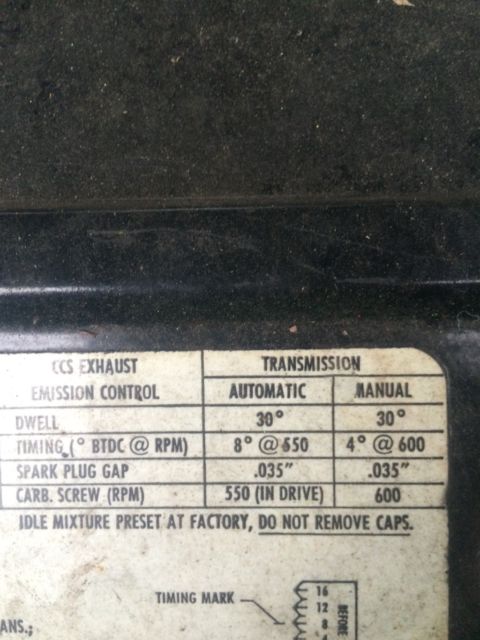 CCS EXHAUST TRANSMISSION
EMISSION CONTROL AUTOMATIC MANUAL
DWELL 30° 30°
TIMING (° BTDC @ RPM) 8° @ 550 4° @ 600
SPARK PLUG GAP .035" .035"
CARB. SCREW (RPM) 550 (IN DRIVE) 600
IDLE MIXTURE PRESET AT FACTORY, DO NOT REMOVE CAPS.
16
TIMING MARK 12
8
BEFORE
ANS.;